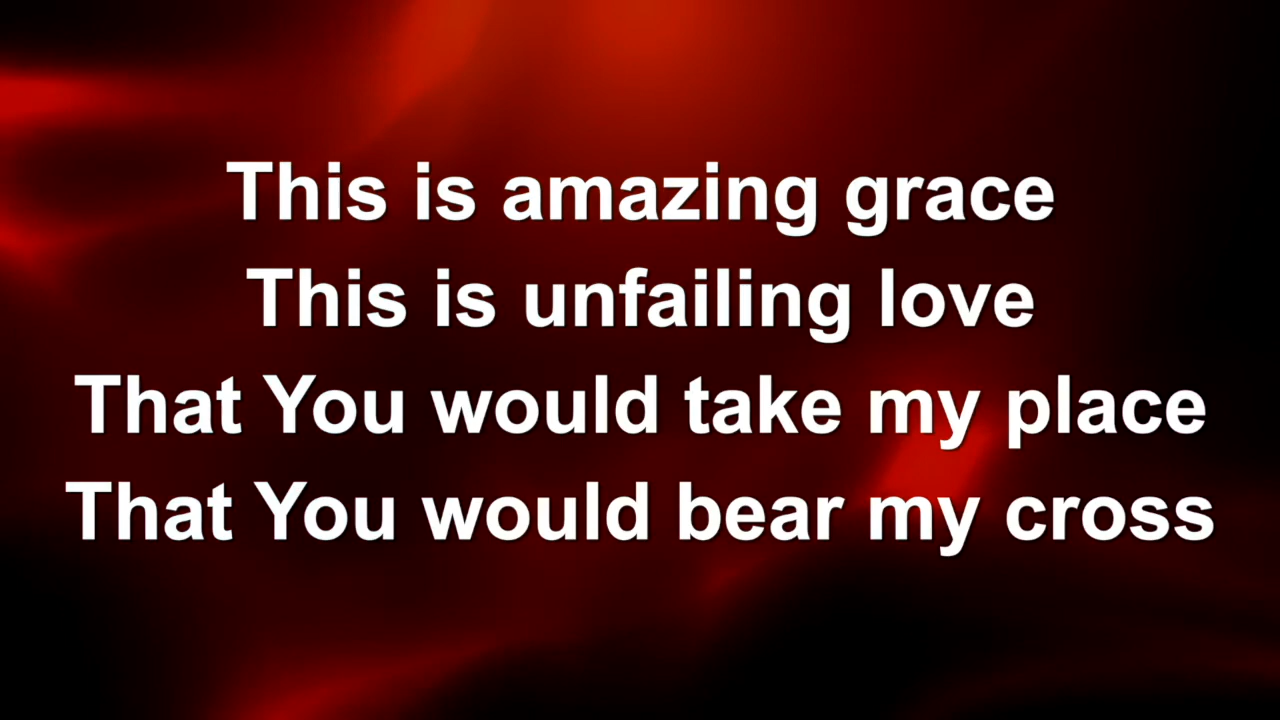 This is amazing grace
This is unfailing love
That You would take my place
That You would bear my cross